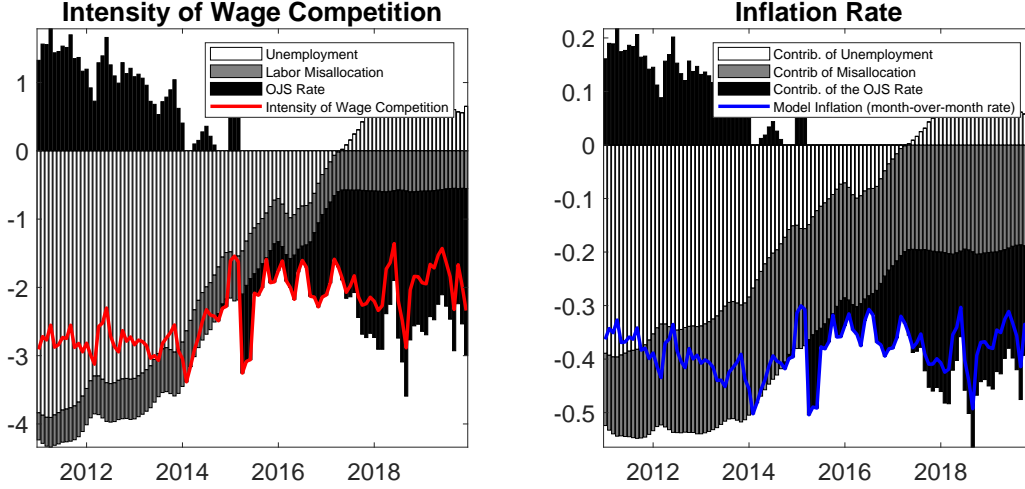 Intensity of Wage Competition
Unemployment
Labor Misallocation
OJS Rate
Intensity of Wage Competition
1
0
-1
-2
-3
-4
2012
2014
2016
2018
Inflation Rate
Contrib. of Unemployment
Contrib of Misallocation
Contrib. of the OJS Rate
Model Inflation (month-over-month rate)
0.2
0.1
0
-0.1
-0.2
-0.3
-0.4
-0.5
2012
2014
2016
2018